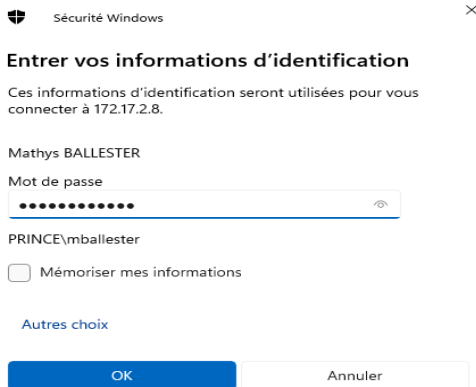 Sécurité Windows
Entrer vos informations d'identification
Ces informations d'identification seront utilisées pour vous
connecter à 172.17.2.8.
Mathys BALLESTER
Mot de passe
••••••••••••
PRINCE\mballester
Mémoriser mes informations
Autres choix
OK Annuler